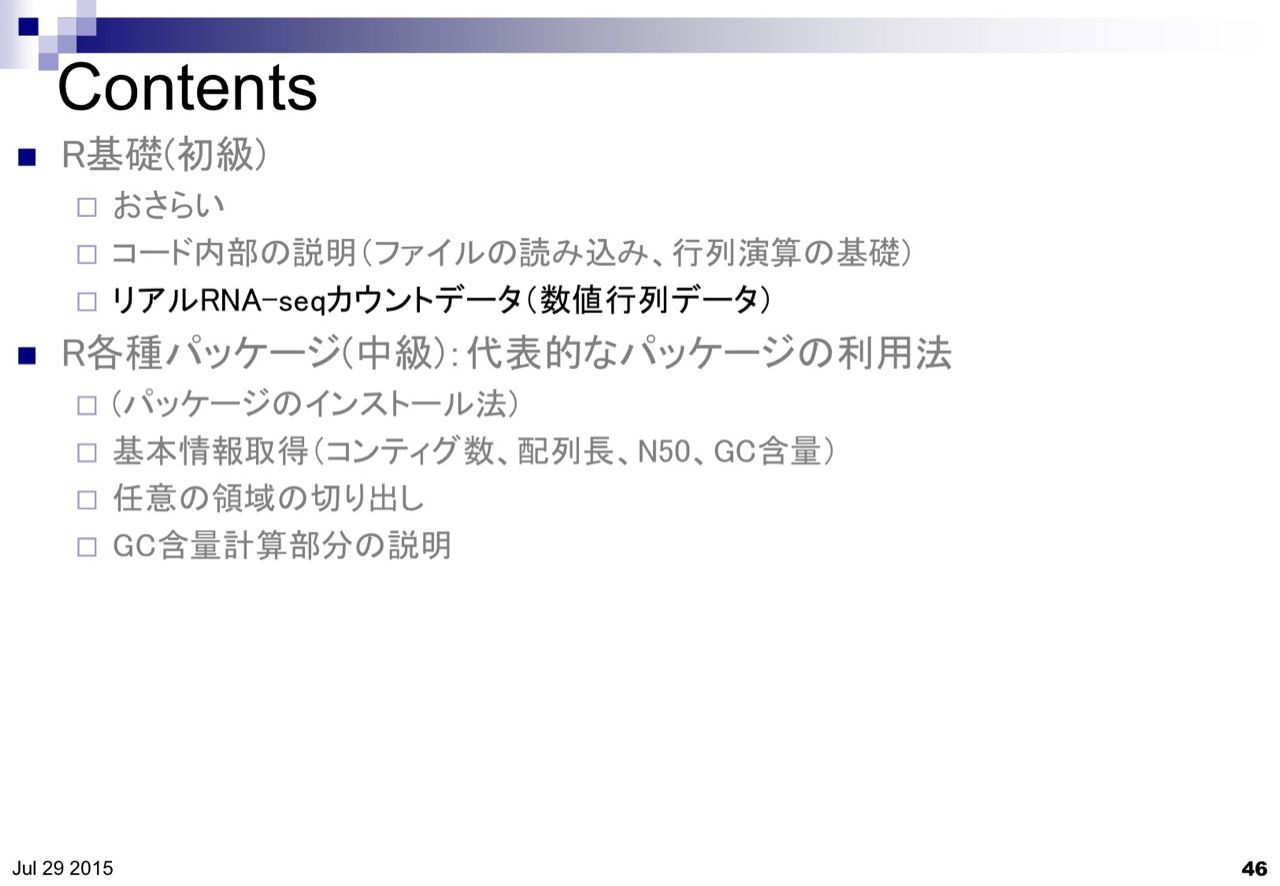 Contents
R基礎(初級)
おさらい
コード内部の説明（ファイルの読み込み、行列演算の基礎）
リアルRNA-seqカウントデータ（数値行列データ）
R各種パッケージ(中級)：代表的なパッケージの利用法
（パッケージのインストール法）
基本情報取得（コンティグ数、配列長、N50、GC含量）
任意の領域の切り出し
GC含量計算部分の説明
Jul 29 2015
46